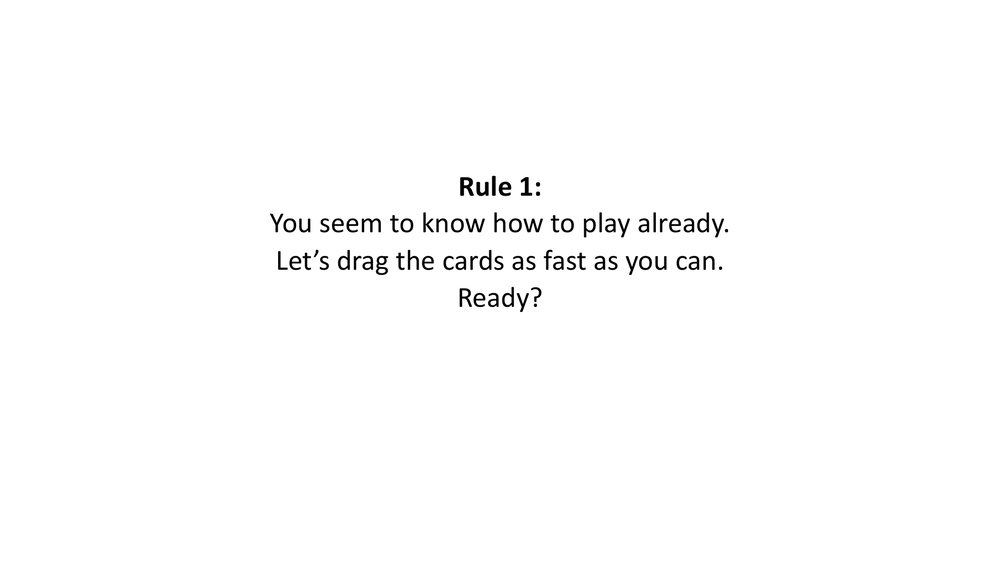 Rule 1:
You seem to know how to play already.
Let’s drag the cards as fast as you can.
Ready?